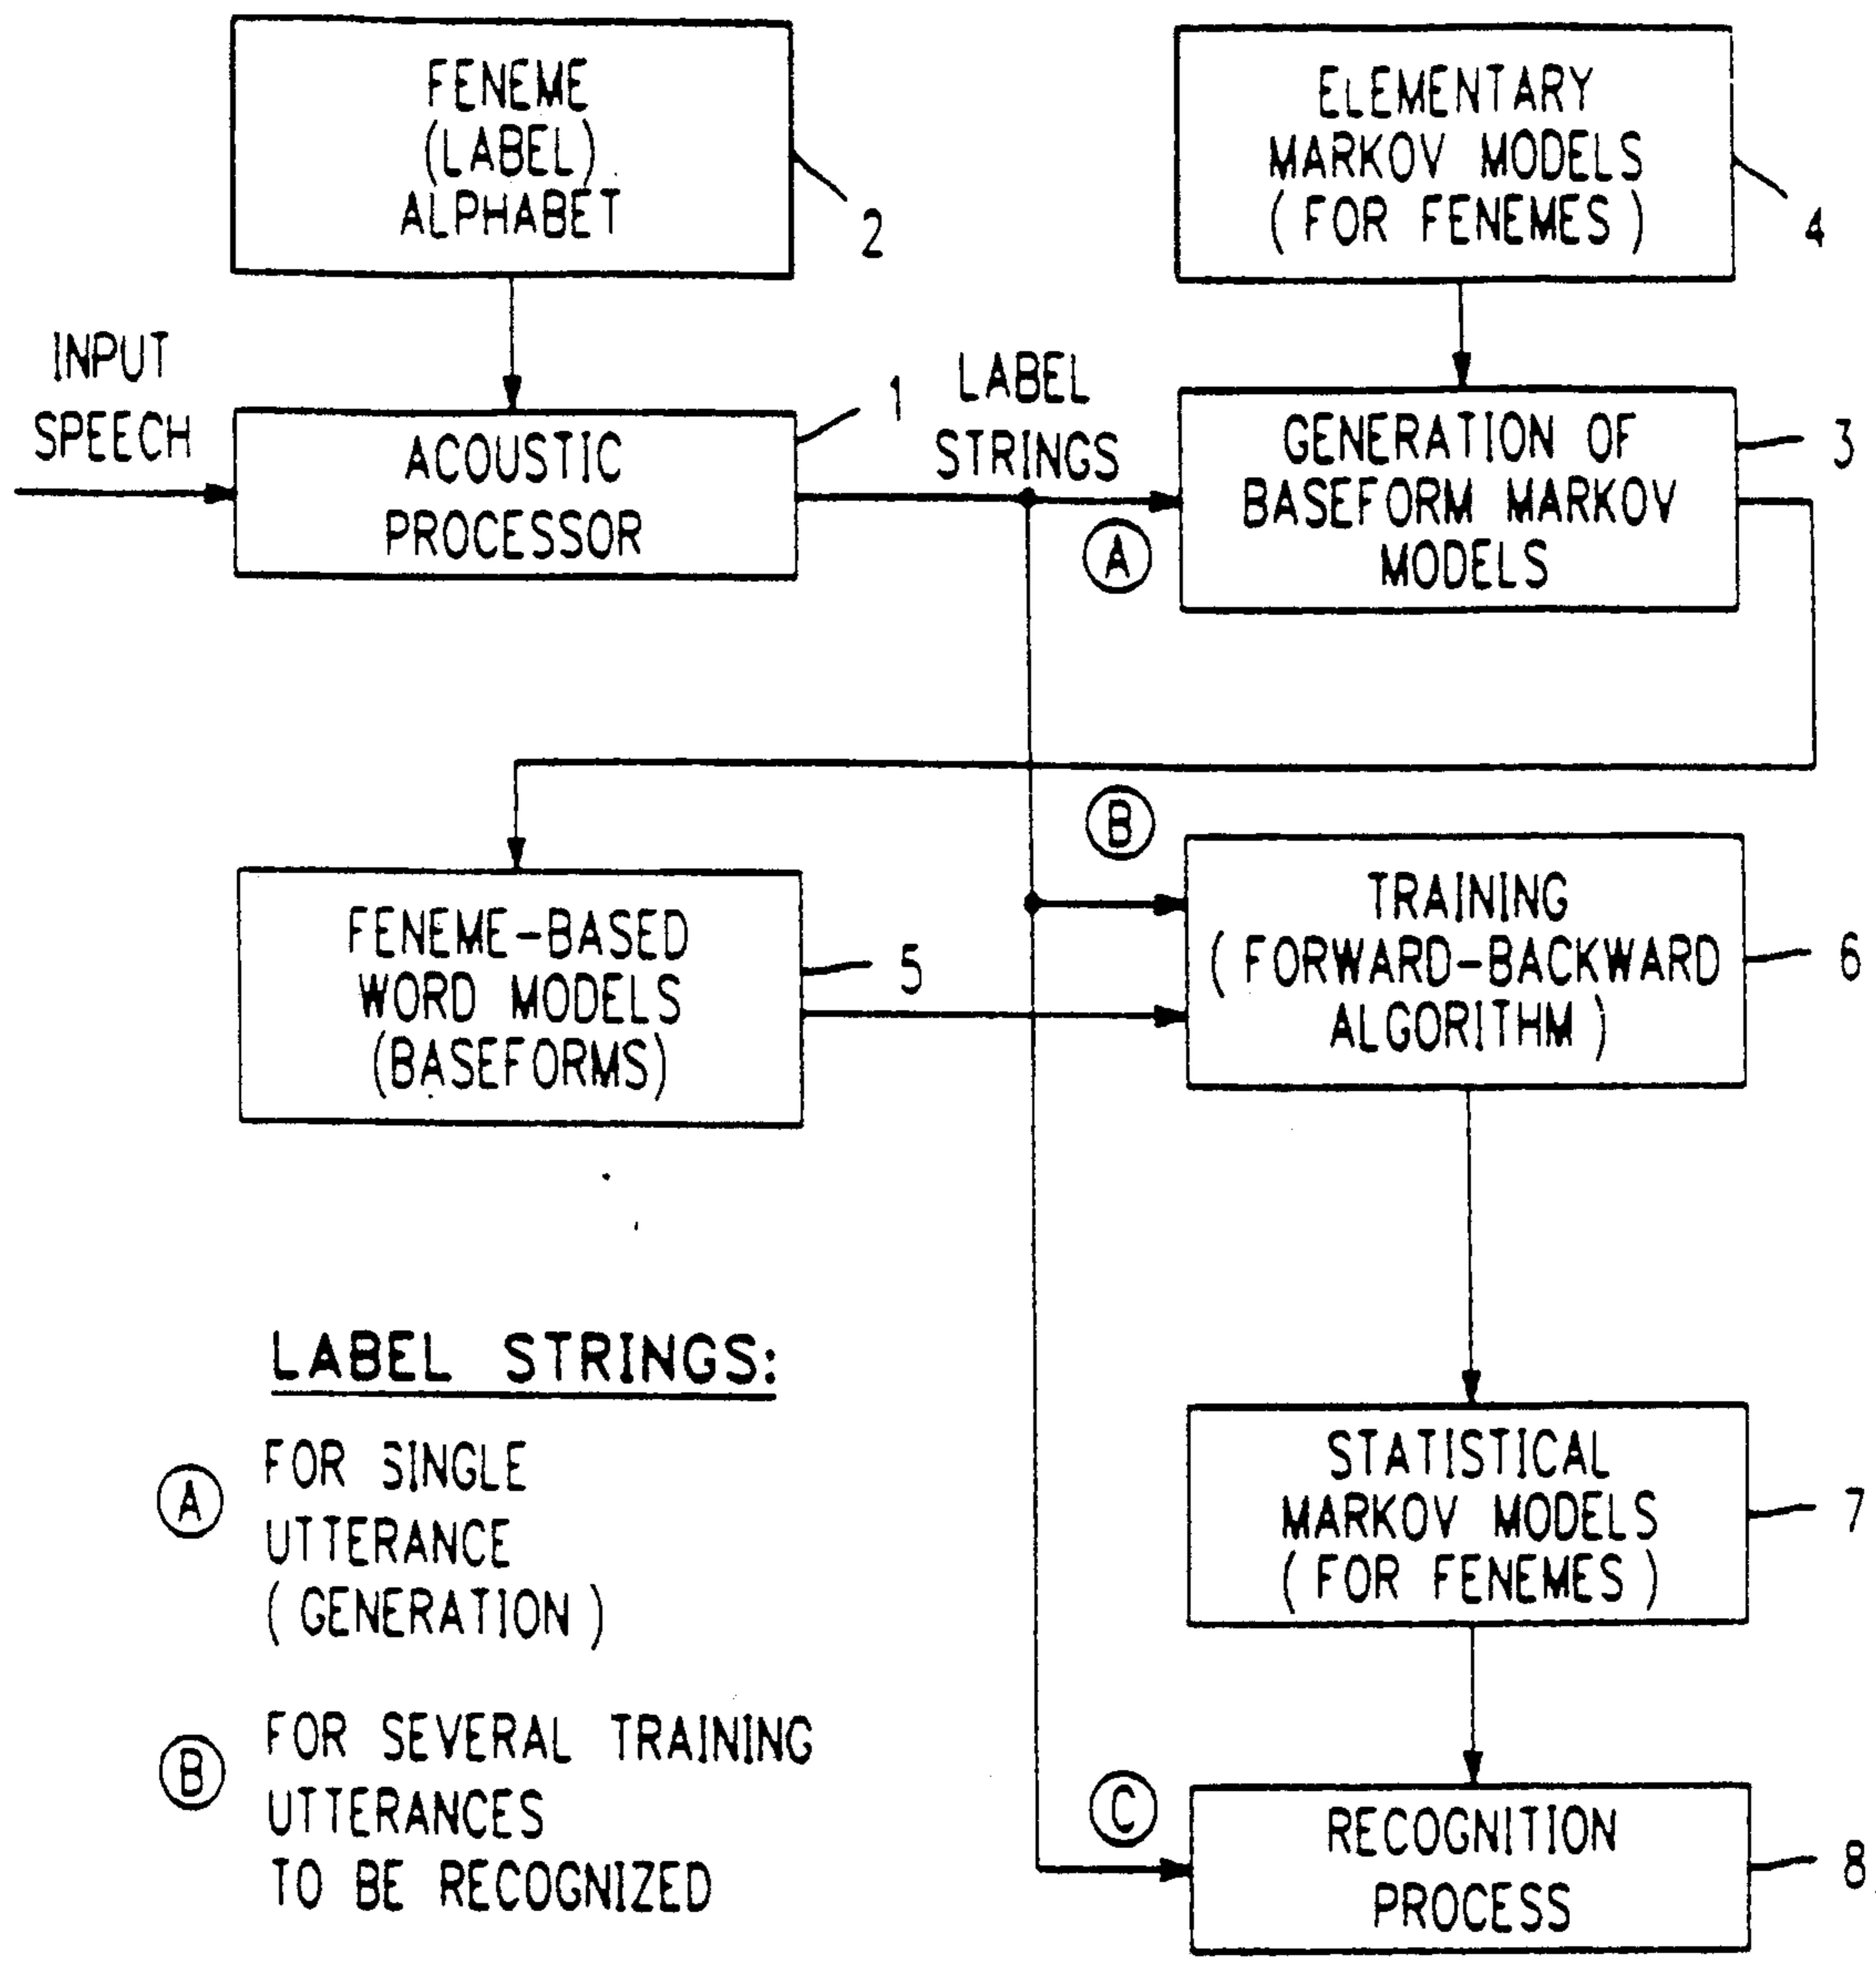 FENEME
(LABEL)
ALPHABET
2
ELEMENTARY
MARKOV MODELS
(FOR FENEMES)
4
INPUT
SPEECH
ACOUSTIC
PROCESSOR
1
LABEL
STRINGS
A
GENERATION OF
BASEFORM MARKOV
MODELS
3
B
FENEME-BASED
WORD MODELS
(BASEFORMS)
5
TRAINING
(FORWARD-BACKWARD
ALGORITHM)
6
STATISTICAL
MARKOV MODELS
(FOR FENEMES)
7
C
RECOGNITION
PROCESS
8
LABEL STRINGS:
A
FOR SINGLE
UTTERANCE
(GENERATION)
B
FOR SEVERAL TRAINING
UTTERANCES
TO BE RECOGNIZED